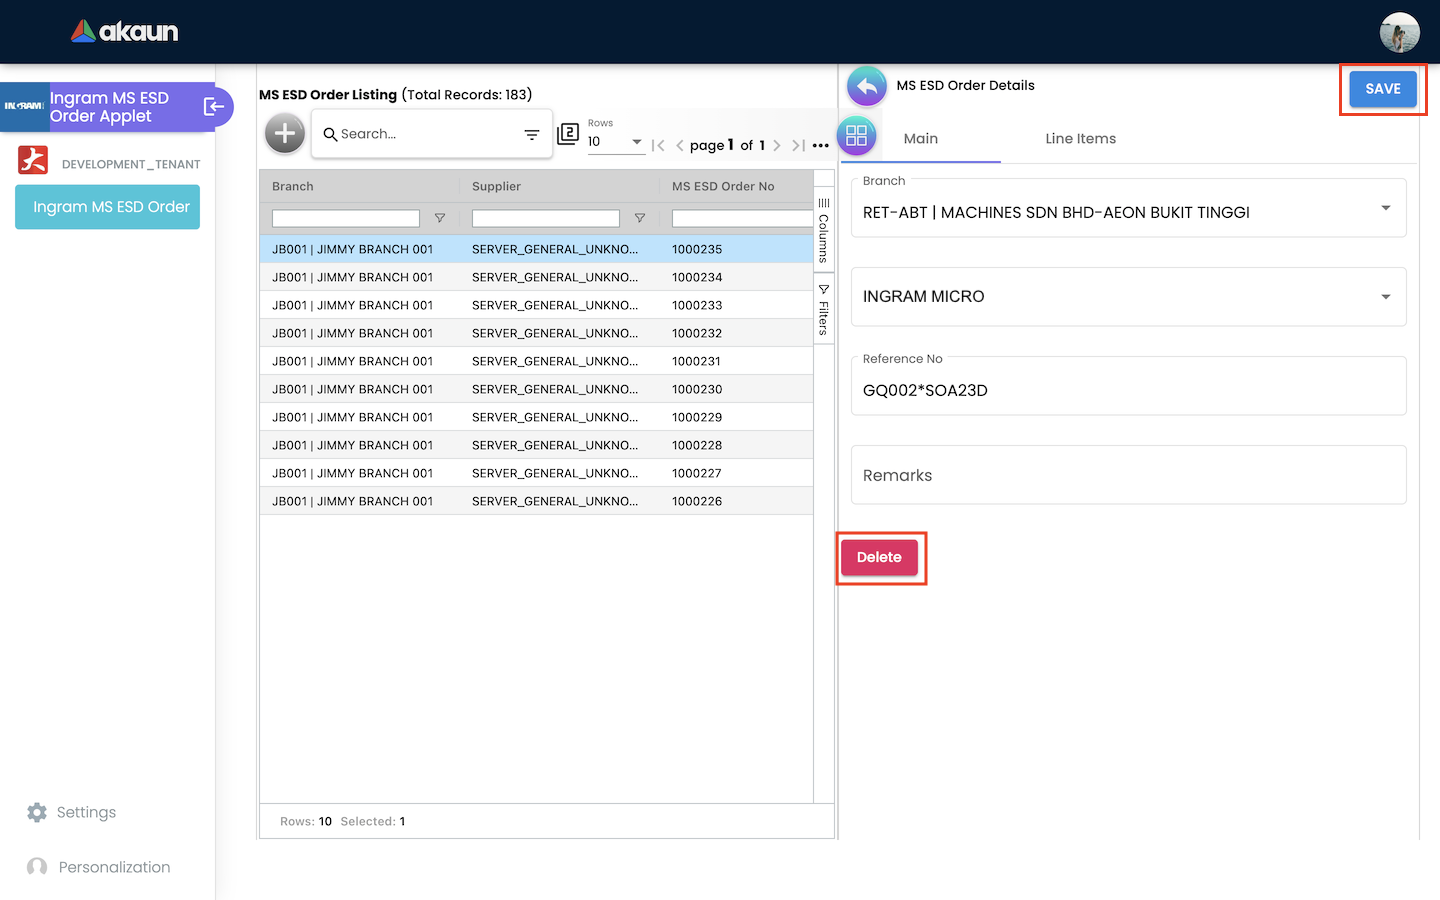 akaun
INGRAM
Ingram MS ESD
Order Applet
DEVELOPMENT_TENANT
Ingram MS ESD Order
Settings
Personalization
MS ESD Order Listing (Total Records: 183)
Search...
2
Rows
10
page 1 of 1
Branch Supplier MS ESD Order No
JB001 | JIMMY BRANCH 001 SERVER_GENERAL_UNKNO... 1000235
JB001 | JIMMY BRANCH 001 SERVER_GENERAL_UNKNO... 1000234
JB001 | JIMMY BRANCH 001 SERVER_GENERAL_UNKNO... 1000233
JB001 | JIMMY BRANCH 001 SERVER_GENERAL_UNKNO... 1000232
JB001 | JIMMY BRANCH 001 SERVER_GENERAL_UNKNO... 1000231
JB001 | JIMMY BRANCH 001 SERVER_GENERAL_UNKNO... 1000230
JB001 | JIMMY BRANCH 001 SERVER_GENERAL_UNKNO... 1000229
JB001 | JIMMY BRANCH 001 SERVER_GENERAL_UNKNO... 1000228
JB001 | JIMMY BRANCH 001 SERVER_GENERAL_UNKNO... 1000227
JB001 | JIMMY BRANCH 001 SERVER_GENERAL_UNKNO... 1000226
Columns
Filters
Rows: 10 Selected: 1
MS ESD Order Details
SAVE
Main Line Items
Branch
RET-ABT | MACHINES SDN BHD-AEON BUKIT TINGGI
INGRAM MICRO
Reference No
GQ002*SOA23D
Remarks
Delete